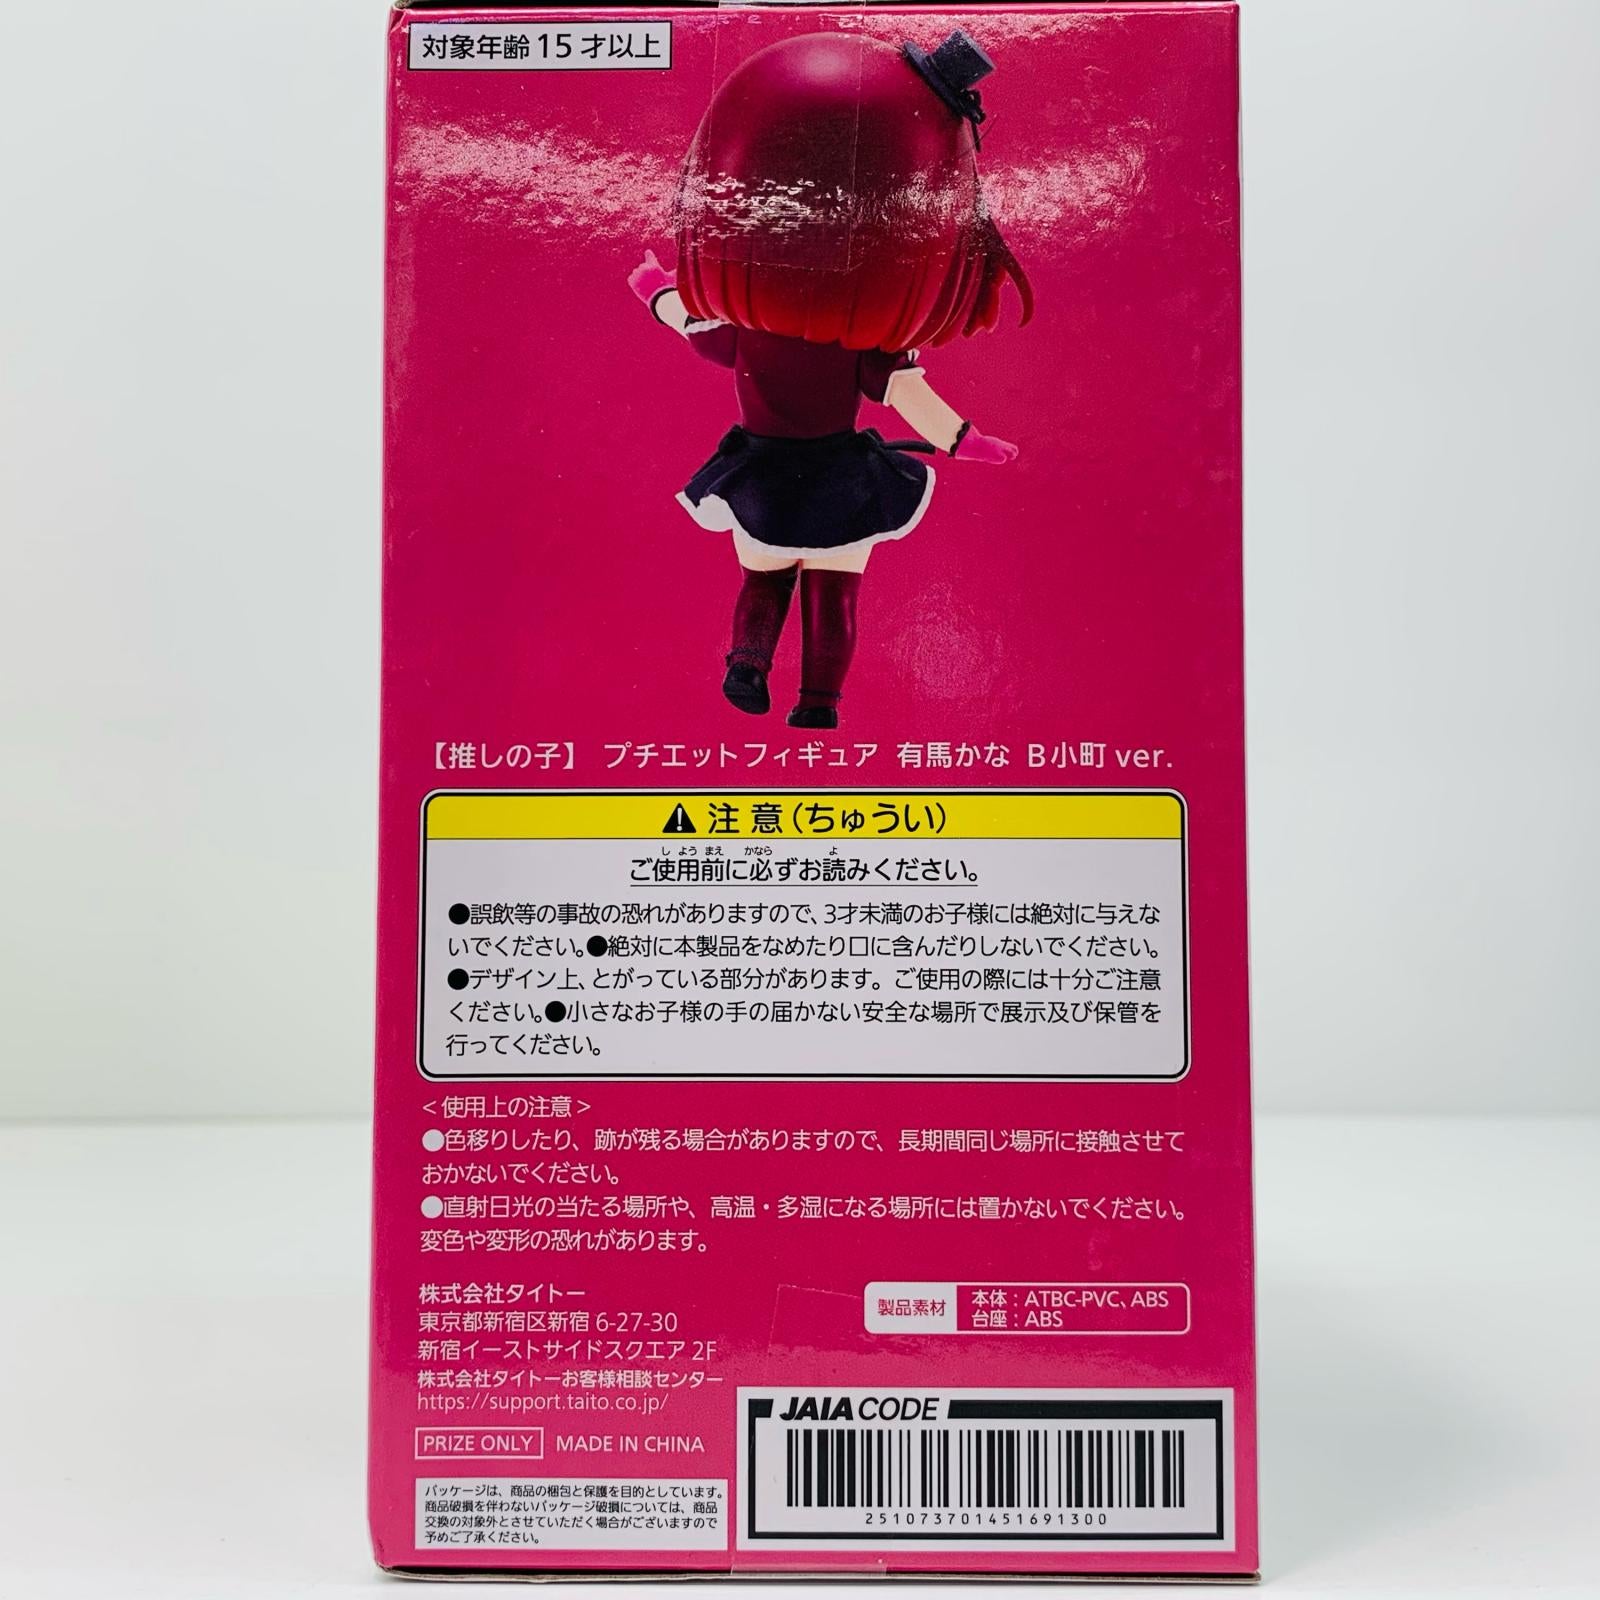 対象年齢15才以上
【推しの子】 プチエットフィギュア 有馬かな B小町 ver.
注意(ちゅうい)
しようまえ かなら よ
ご使用前に必ずお読みください。
●誤飲等の事故の恐れがありますので、3才未満のお子様には絶対に与えな
いでください。●絶対に本製品をなめたり口に含んだりしないでください。
●デザイン上、とがっている部分があります。ご使用の際には十分ご注意
ください。●小さなお子様の手の届かない安全な場所で展示及び保管を
行ってください。
<使用上の注意>
●色移りしたり、跡が残る場合がありますので、長期間同じ場所に接触させて
おかないでください。
●直射日光の当たる場所や、高温・多湿になる場所には置かないでください。
変色や変形の恐れがあります。
株式会社タイトー
東京都新宿区新宿 6-27-30
新宿イーストサイドスクエア 2F
株式会社タイトーお客様相談センター
https://support.taito.co.jp/
製品素材
本体:ATBC-PVC、ABS
台座:ABS
PRIZE ONLY MADE IN CHINA
パッケージは、商品の梱包と保護を目的としています。
商品破損を伴わないパッケージ破損については、商品
交換の対象外とさせていただく場合がございますので
予めご了承ください。
JAIA CODE
251073701451691300